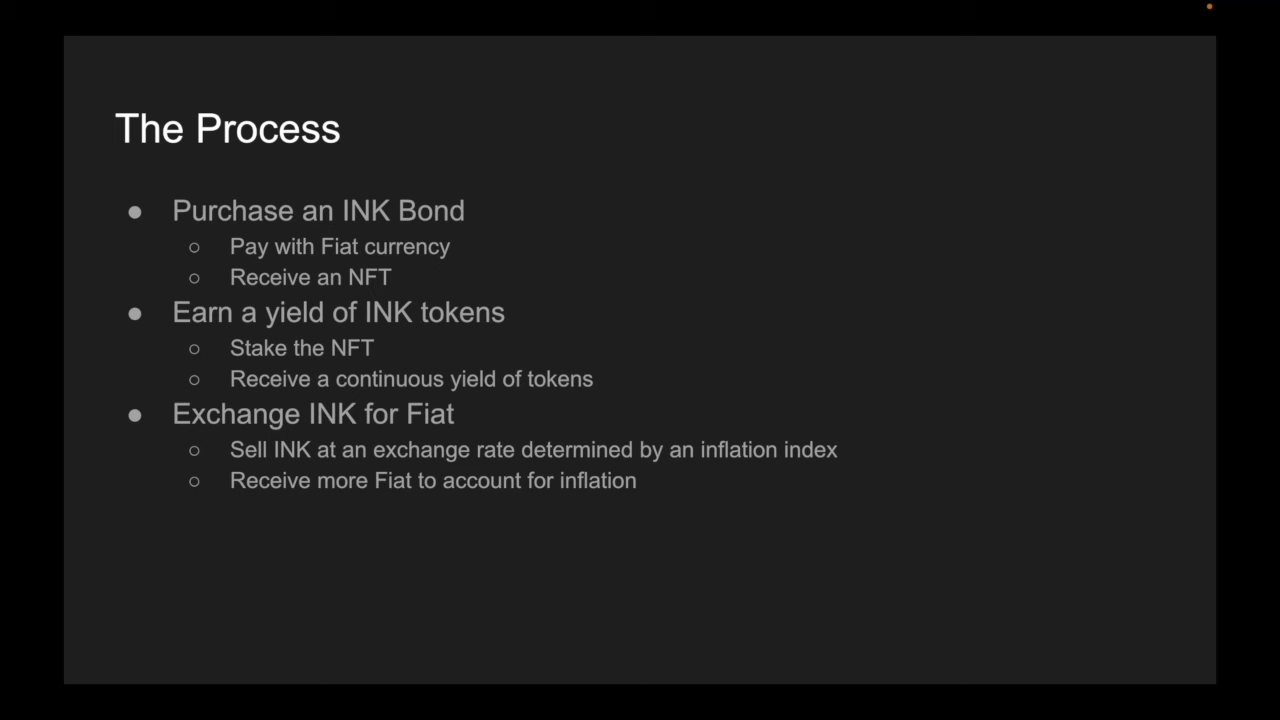 The Process
● Purchase an INK Bond
○ Pay with Fiat currency
○ Receive an NFT
● Earn a yield of INK tokens
○ Stake the NFT
○ Receive a continuous yield of tokens
● Exchange INK for Fiat
○ Sell INK at an exchange rate determined by an inflation index
○ Receive more Fiat to account for inflation